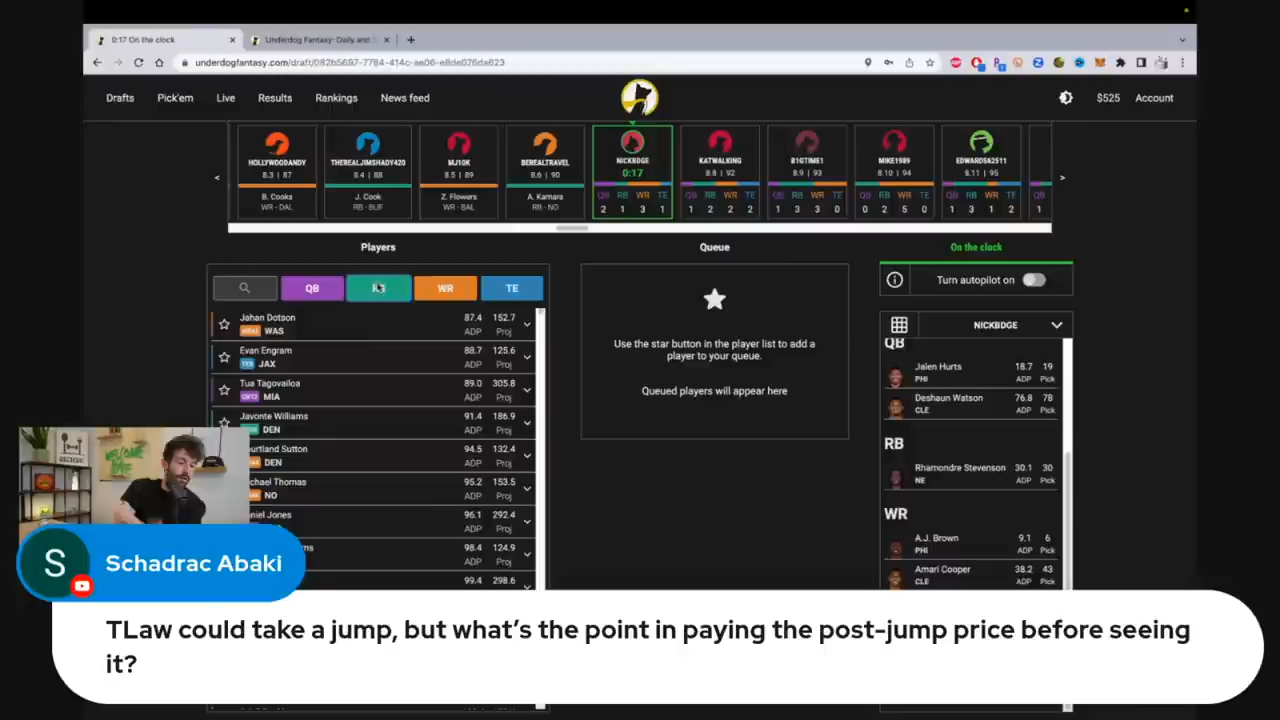 0:17 On the clock
Underdog Fantasy: Daily and
underdogfantasy.com/draft/082b5697-7784-414c-ae06-e8de076da623
Drafts Pick'em Live Results Rankings News feed $525 Account
HOLLYWOODANDY THEREALJIMSHADY420 MJ10K BEREALTRAVEL NICKBDGE KATWALKING B1GTIME1 MIKE1989 EDWARDS62511
8.3 | 87 8.4 | 88 8.5 | 89 8.6 | 90 0:17 8.8 | 92 8.9 | 93 8.10 | 94 8.11 | 95
B. Cooks J. Cook Z. Flowers A. Kamara QB RB WR TE QB RB WR TE QB RB WR TE QB RB WR TE QB RB WR TE QB
WR - DAL RB - BUF WR - BAL RB - NO 2 1 3 1 1 2 2 2 1 3 3 0 0 2 5 0 1 3 1 2 1
Players Queue On the clock
QB WR TE
Turn autopilot on
NICKBDGE
Jahan Dotson 87.4 152.7
WAS ADP Proj
Evan Engram 88.7 125.6
JAX ADP Proj
Tua Tagovailoa 89.0 305.8
MIA ADP Proj
Javonte Williams 91.4 186.9
DEN ADP Proj
ourtland Sutton 94.5 132.4
DEN ADP Proj
chael Thomas 95.2 153.5
NO ADP Proj
niel Jones 96.1 292.4
ADP Proj
ms 98.4 124.9
ADP Proj
99.4 298.6
Use the star button in the player list to add a
player to your queue.
Queued players will appear here
QB
Jalen Hurts 18.7 19
PHI ADP Pick
Deshaun Watson 76.8 78
CLE ADP Pick
RB
Rhamondre Stevenson 30.1 30
NE ADP Pick
WR
A.J. Brown 9.1 6
PHI ADP Pick
Amari Cooper 38.2 43
CLE ADP Pick
S
Schadrac Abaki
TLaw could take a jump, but what's the point in paying the post-jump price before seeing
it?